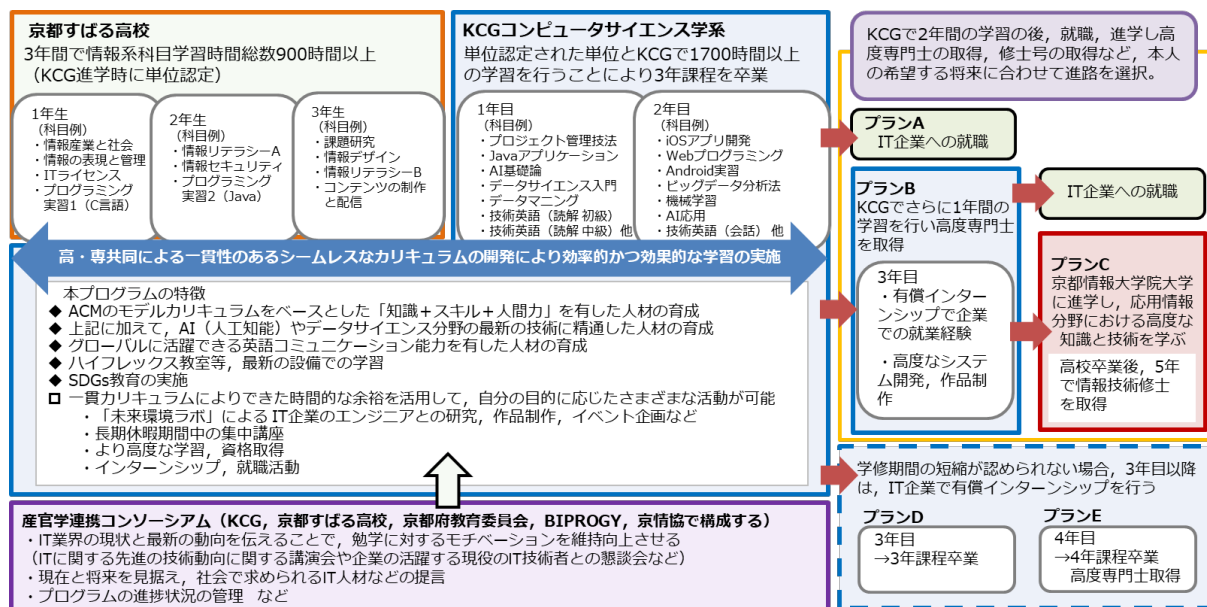 京都すばる高校
3年間で情報系科目学習時間総数900時間以上
（KCG進学時に単位認定）
1年生
（科目例）
・情報産業と社会
・情報の表現と管理
・ITライセンス
・プログラミング
実習1（C言語）
2年生
（科目例）
・情報リテラシーA
・情報セキュリティ
・プログラミング
実習2（Java）
3年生
（科目例）
・課題研究
・情報デザイン
・情報リテラシーB
・コンテンツの制作
と配信
KCGコンピュータサイエンス学系
単位認定された単位とKCGで1700時間以上
の学習を行うことにより3年課程を卒業
1年目
（科目例）
・プロジェクト管理技法
・Javaアプリケーション
・AI基礎論
・データサイエンス入門
・データマニング
・技術英語（読解 初級）
・技術英語（読解 中級）他
2年目
（科目例）
・iOSアプリ開発
・Webプログラミング
・Android実習
・ビッグデータ分析法
・機械学習
・AI応用
・技術英語（会話） 他
高・専共同による一貫性のあるシームレスなカリキュラムの開発により効率的かつ効果的な学習の実施
本プログラムの特徴
◆ ACMのモデルカリキュラムをベースとした「知識＋スキル＋人間力」を有した人材の育成
◆ 上記に加えて，AI（人工知能）やデータサイエンス分野の最新の技術に精通した人材の育成
◆ グローバルに活躍できる英語コミュニケーション能力を有した人材の育成
◆ ハイフレックス教室等，最新の設備での学習
◆ SDGs教育の実施
□ 一貫カリキュラムによりできた時間的な余裕を活用して，自分の目的に応じたさまざまな活動が可能
・「未来環境ラボ」による IT企業のエンジニアとの研究，作品制作，イベント企画など
・長期休暇期間中の集中講座
・より高度な学習，資格取得
・インターンシップ，就職活動
産官学連携コンソーシアム（KCG，京都すばる高校，京都府教育委員会，BIPROGY，京情協で構成する）
・IT業界の現状と最新の動向を伝えることで，勉学に対するモチベーションを維持向上させる
（ITに関する先進の技術動向に関する講演会や企業の活躍する現役のIT技術者との懇談会など）
・現在と将来を見据え，社会で求められるIT人材などの提言
・プログラムの進捗状況の管理 など
KCGで2年間の学習の後，就職，進学し高
度専門士の取得，修士号の取得など，本人
の希望する将来に合わせて進路を選択。
プランA
IT企業への就職
プランB
KCGでさらに1年間の
学習を行い高度専門士
を取得
3年目
・有償インター
ンシップで企業
での就業経験
・高度なシステ
ム開発，作品制
作
IT企業への就職
プランC
京都情報大学院大学
に進学し，応用情報
分野における高度な
知識と技術を学ぶ
高校卒業後，5年
で情報技術修士
を取得
学修期間の短縮が認められない場合，3年目以降
は，IT企業で有償インターンシップを行う
プランD
3年目
→3年課程卒業
プランE
4年目
→4年課程卒業
高度専門士取得